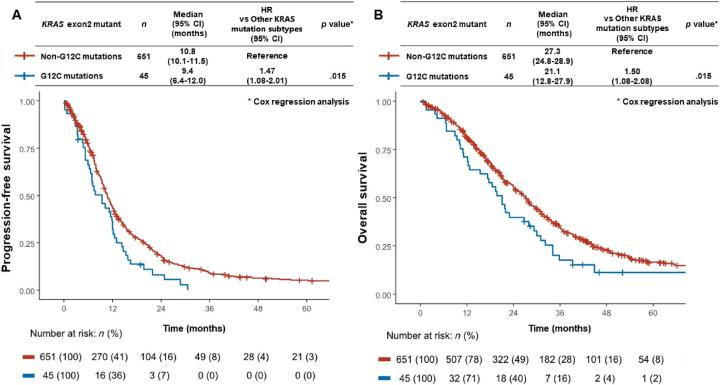 A
KRAS exon2 mutant n Median (95% CI) (months) HR vs Other KRAS mutation subtypes (95% CI) p value*
Non-G12C mutations 651 10.8 (10.1-11.5) Reference
G12C mutations 45 9.4 (6.4-12.0) 1.47 (1.08-2.01) .015
* Cox regression analysis
Progression-free survival
1.00
0.75
0.50
0.25
0.00
0 12 24 36 48 60
Time (months)
Number at risk: n (%)
651 (100) 270 (41) 104 (16) 49 (8) 28 (4) 21 (3)
45 (100) 16 (36) 3 (7) 0 (0) 0 (0) 0 (0)
B
KRAS exon2 mutant n Median (95% CI) (months) HR vs Other KRAS mutation subtypes (95% CI) p value*
Non-G12C mutations 651 27.3 (24.8-28.9) Reference
G12C mutations 45 21.1 (12.8-27.9) 1.50 (1.08-2.08) .015
* Cox regression analysis
Overall survival
1.00
0.75
0.50
0.25
0.00
0 12 24 36 48 60
Time (months)
Number at risk: n (%)
651 (100) 507 (78) 322 (49) 182 (28) 101 (16) 54 (8)
45 (100) 32 (71) 18 (40) 7 (16) 2 (4) 1 (2)